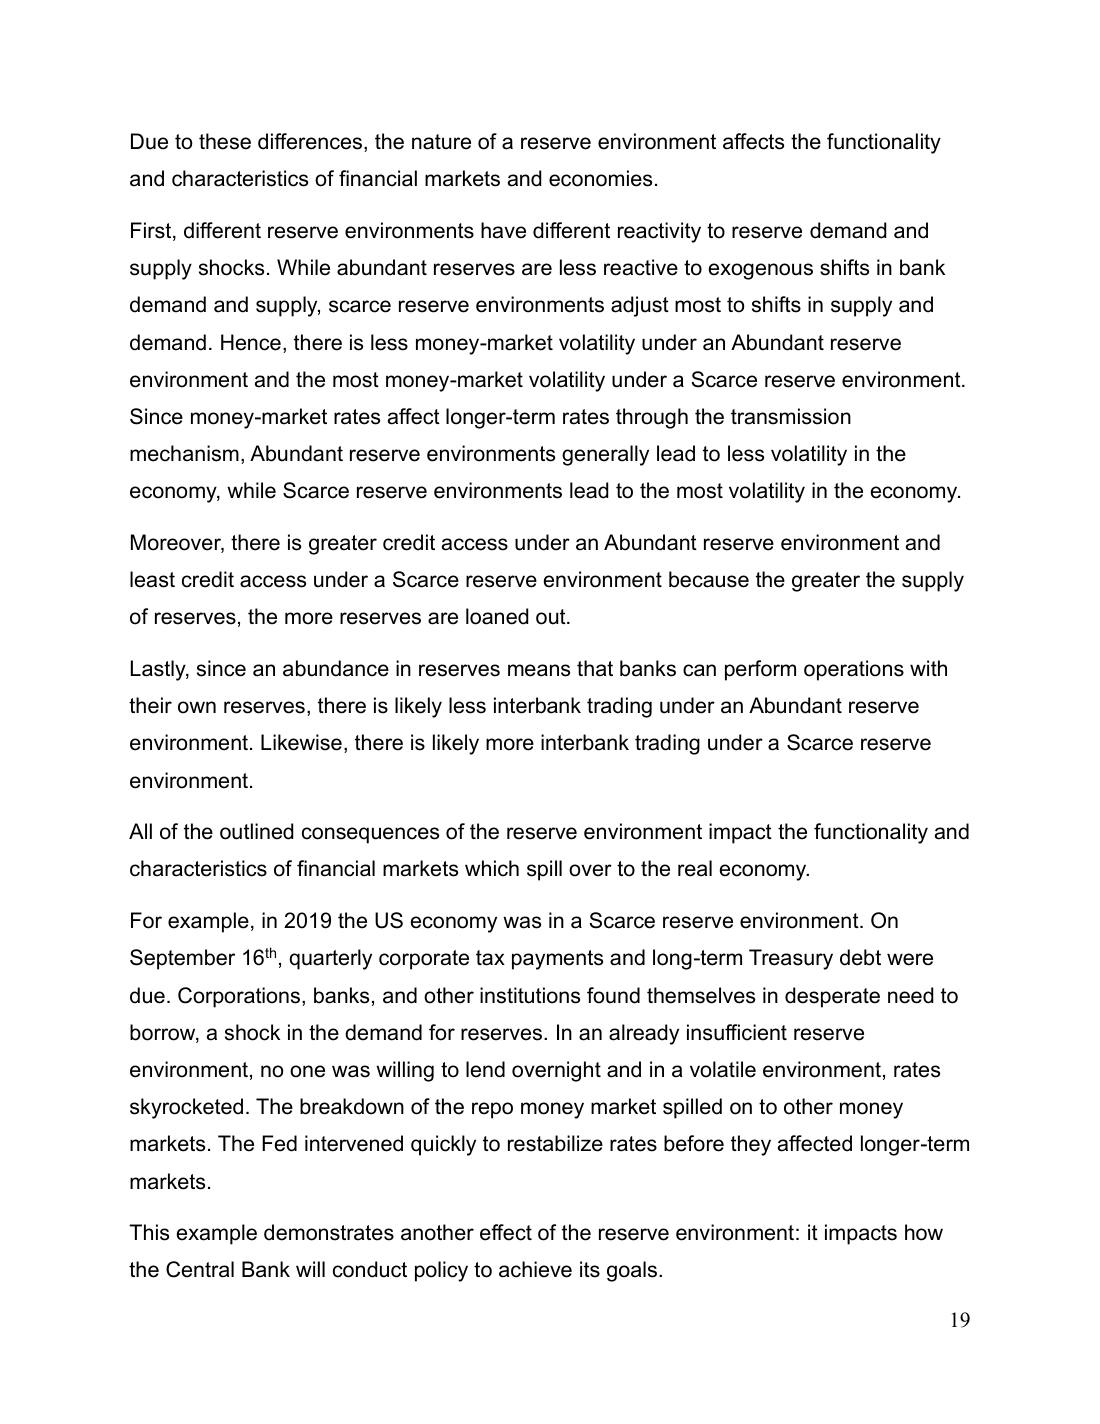 Due to these differences, the nature of a reserve environment affects the functionality
and characteristics of financial markets and economies.
First, different reserve environments have different reactivity to reserve demand and
supply shocks. While abundant reserves are less reactive to exogenous shifts in bank
demand and supply, scarce reserve environments adjust most to shifts in supply and
demand. Hence, there is less money-market volatility under an Abundant reserve
environment and the most money-market volatility under a Scarce reserve environment.
Since money-market rates affect longer-term rates through the transmission
mechanism, Abundant reserve environments generally lead to less volatility in the
economy, while Scarce reserve environments lead to the most volatility in the economy.
Moreover, there is greater credit access under an Abundant reserve environment and
least credit access under a Scarce reserve environment because the greater the supply
of reserves, the more reserves are loaned out.
Lastly, since an abundance in reserves means that banks can perform operations with
their own reserves, there is likely less interbank trading under an Abundant reserve
environment. Likewise, there is likely more interbank trading under a Scarce reserve
environment.
All of the outlined consequences of the reserve environment impact the functionality and
characteristics of financial markets which spill over to the real economy.
For example, in 2019 the US economy was in a Scarce reserve environment. On
September 16th, quarterly corporate tax payments and long-term Treasury debt were
due. Corporations, banks, and other institutions found themselves in desperate need to
borrow, a shock in the demand for reserves. In an already insufficient reserve
environment, no one was willing to lend overnight and in a volatile environment, rates
skyrocketed. The breakdown of the repo money market spilled on to other money
markets. The Fed intervened quickly to restabilize rates before they affected longer-term
markets.
This example demonstrates another effect of the reserve environment: it impacts how
the Central Bank will conduct policy to achieve its goals.
19